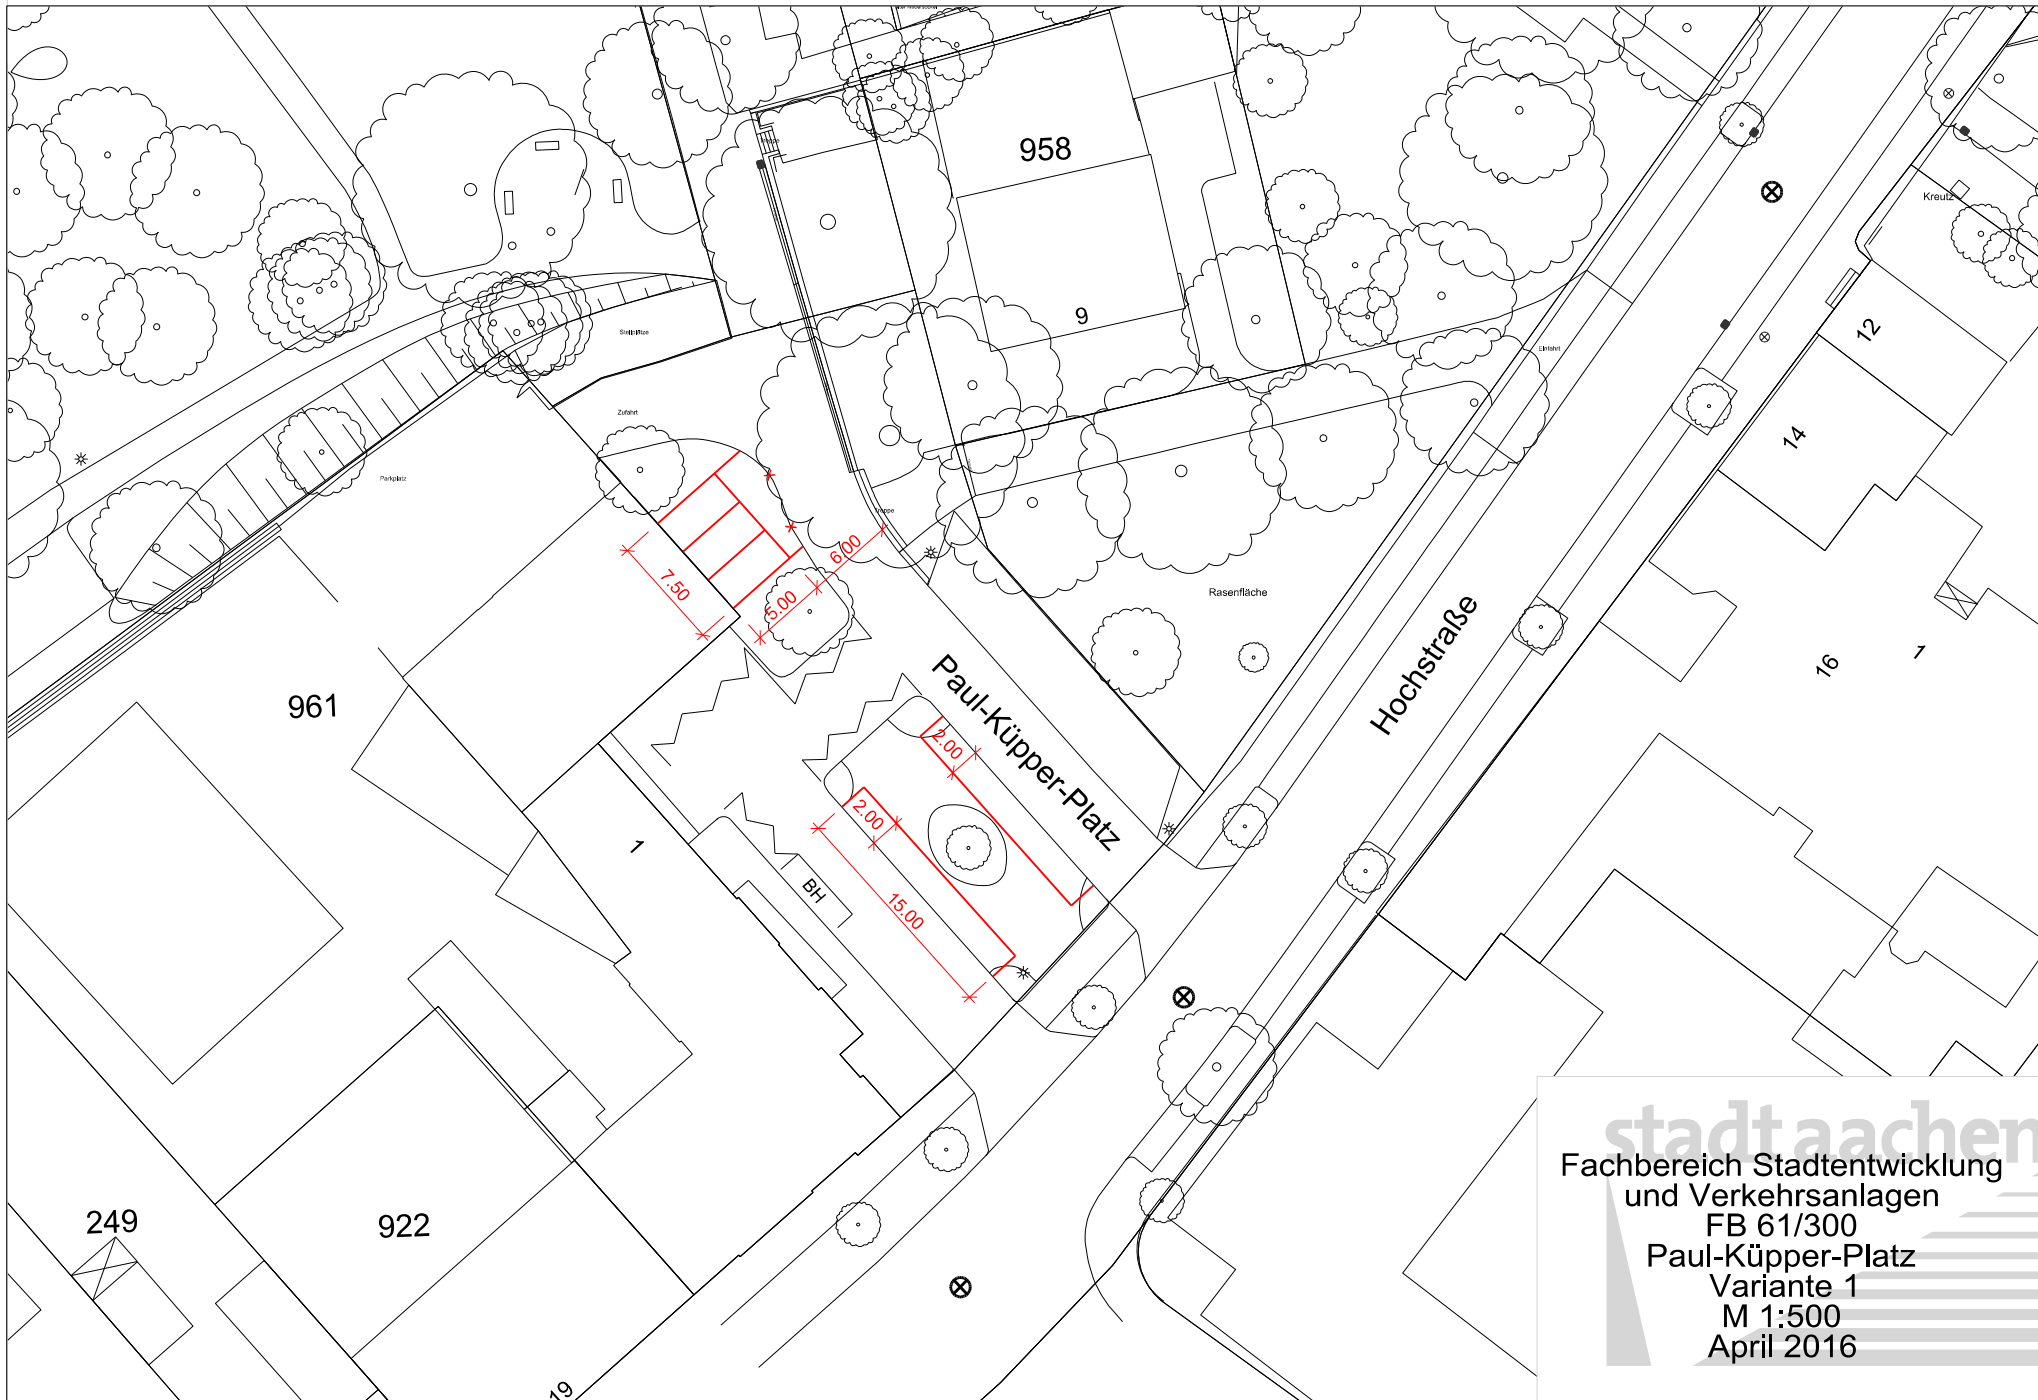 958
Kreutz
9
Stellplätze
Einfahrt
12
Zufahrt
14
Parkplatz
Treppe
6.00
7.50
5.00
Rasenfläche
Hochstraße
16
1
961
Paul-Küpper-Platz
2.00
2.00
1
BH
15.00
249
922
19
stadt aachen
Fachbereich Stadtentwicklung
und Verkehrsanlagen
FB 61/300
Paul-Küpper-Platz
Variante 1
M 1:500
April 2016